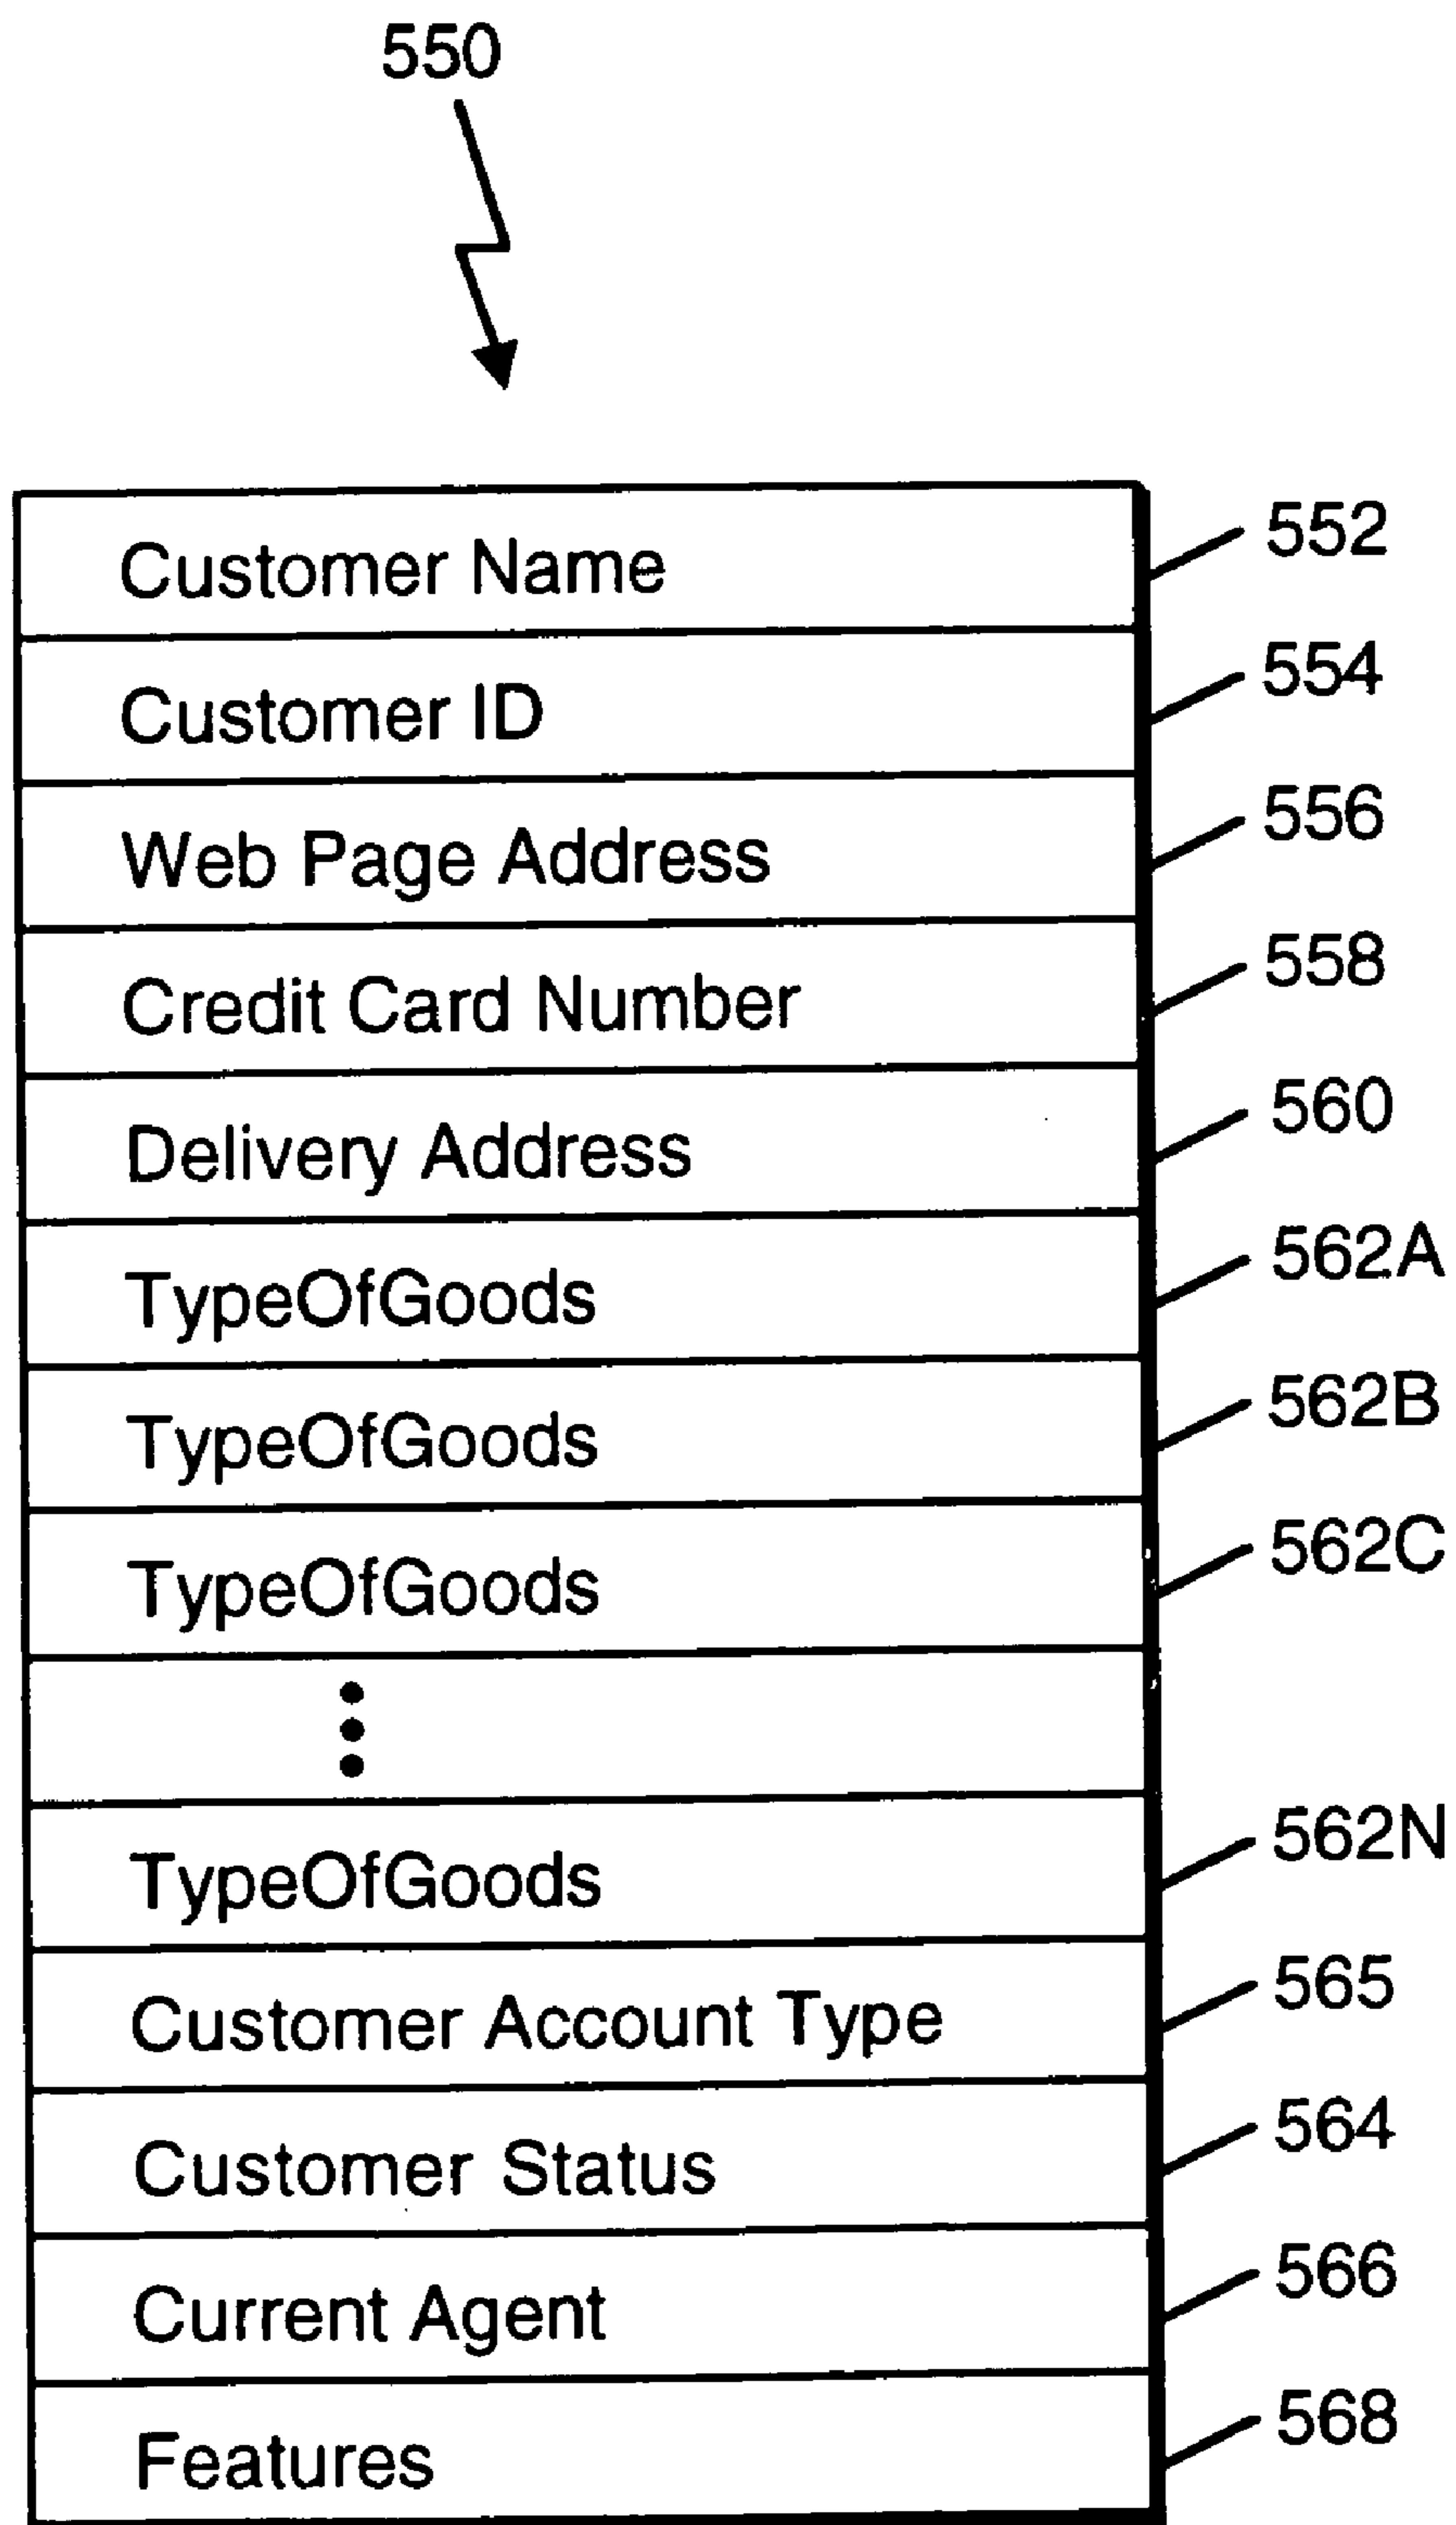 550
Customer Name 552
Customer ID 554
Web Page Address 556
Credit Card Number 558
Delivery Address 560
TypeOfGoods 562A
TypeOfGoods 562B
TypeOfGoods 562C
TypeOfGoods 562N
Customer Account Type 565
Customer Status 564
Current Agent 566
Features 568